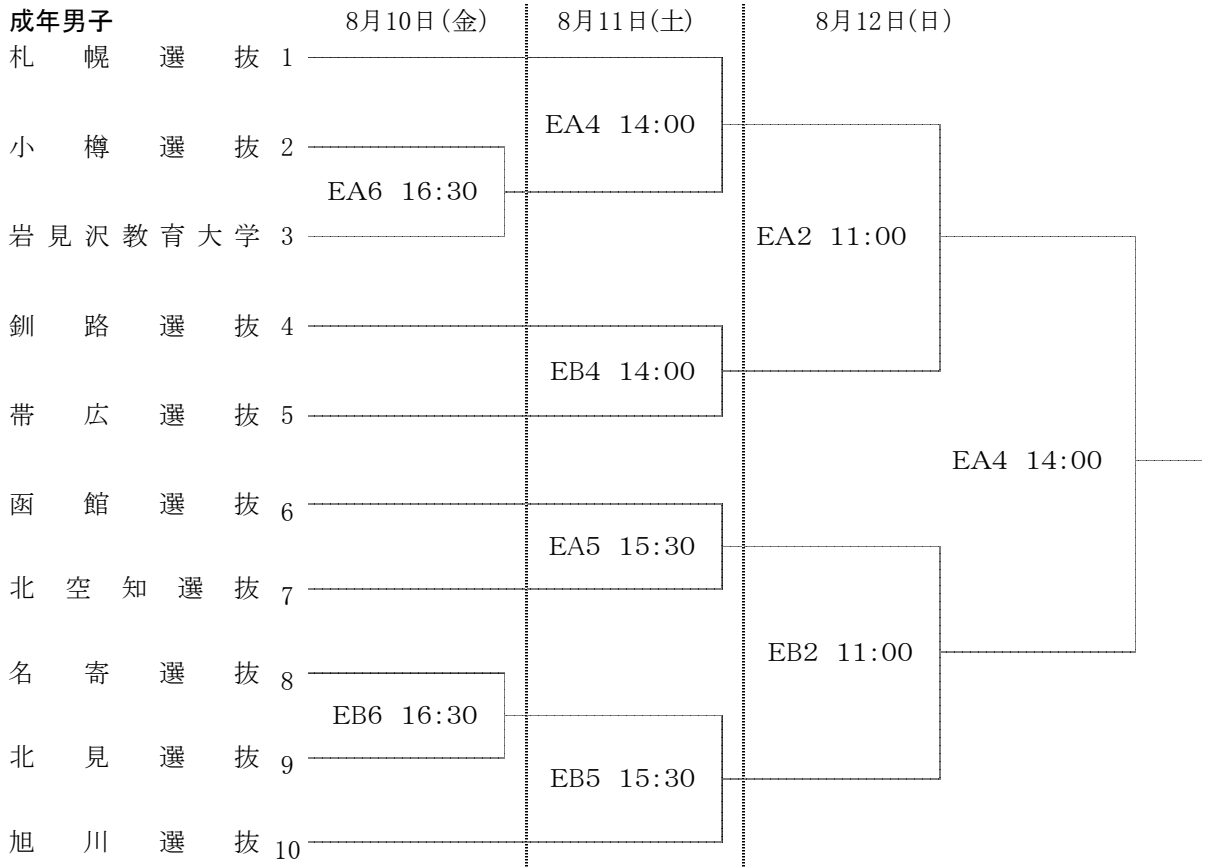 成年男子 8月10日(金) 8月11日(土) 8月12日(日)
札幌選抜 1
EA4 14:00
小樽選抜 2
EA6 16:30
岩見沢教育大学 3
EA2 11:00
釧路選抜 4
EB4 14:00
帯広選抜 5
EA4 14:00
函館選抜 6
EA5 15:30
北空知選抜 7
EB2 11:00
名寄選抜 8
EB6 16:30
北見選抜 9
EB5 15:30
旭川選抜 10